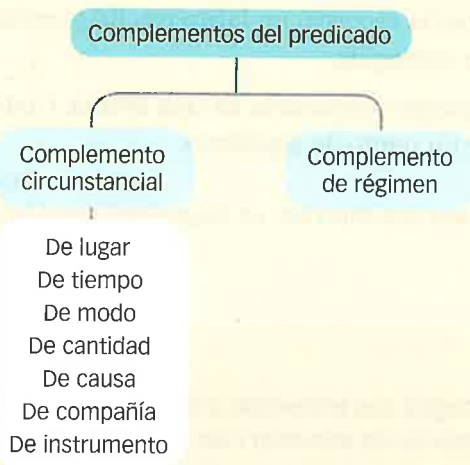 Complementos del predicado
Complemento
circunstancial
Complemento
de régimen
De lugar
De tiempo
De modo
De cantidad
De causa
De compañía
De instrumento